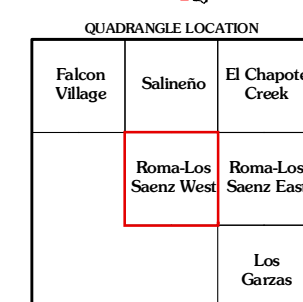 QUADRANGLE LOCATION
Falcon
Village
Salineño
El Chapote
Creek
Roma-Los
Saenz West
Roma-Los
Saenz East
Los
Garzas